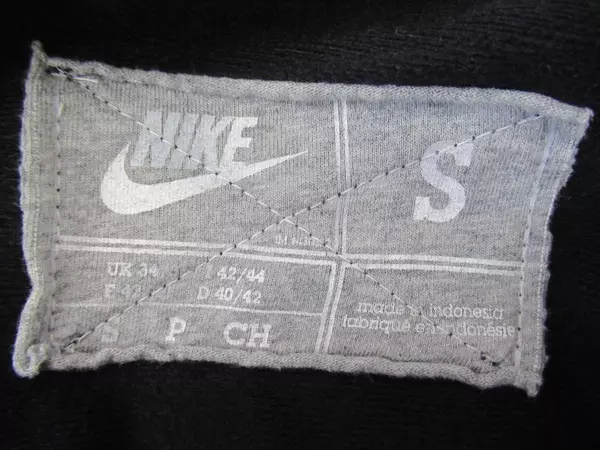 NIKE
S
UK 34 I 42/44
F D 40/42
S P CH
made in indonesia
fabriqué en indonésie